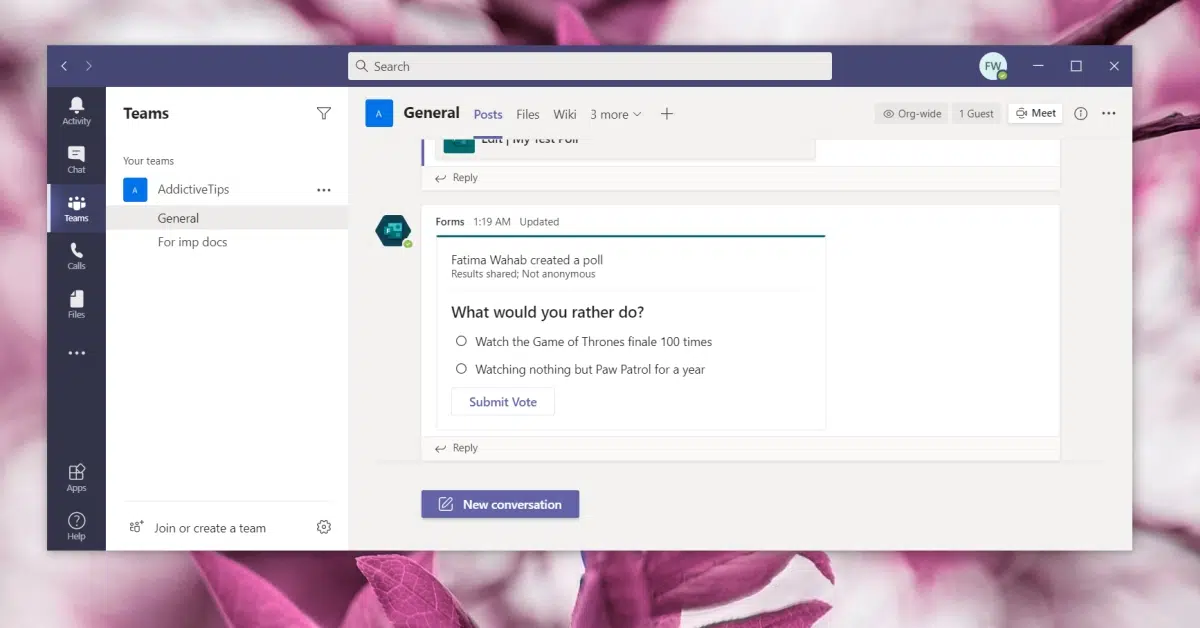 Search
FW
Activity
Chat
Teams
Calls
Files
Apps
Help
Teams
Your teams
A AddictiveTips
General
For imp docs
Join or create a team
A General Posts Files Wiki 3 more Org-wide 1 Guest Meet
Edit | My Test Poll
Reply
Forms 1:19 AM Updated
Fatima Wahab created a poll
Results shared; Not anonymous
What would you rather do?
Watch the Game of Thrones finale 100 times
Watching nothing but Paw Patrol for a year
Submit Vote
Reply
New conversation